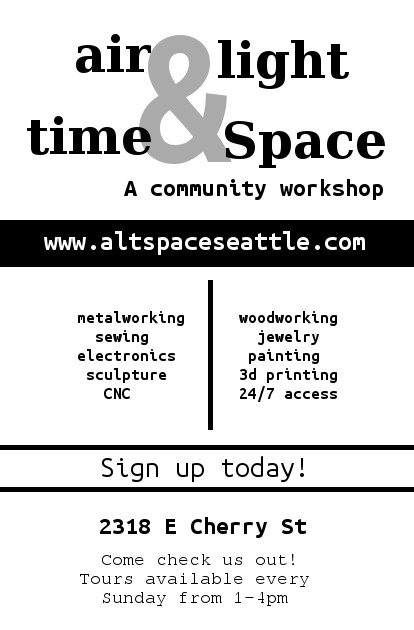 air & light
time & Space
A community workshop
www.altspaceseattle.com
metalworking
sewing
electronics
sculpture
CNC
woodworking
jewelry
painting
3d printing
24/7 access
Sign up today!
2318 E Cherry St
Come check us out!
Tours available every
Sunday from 1-4pm